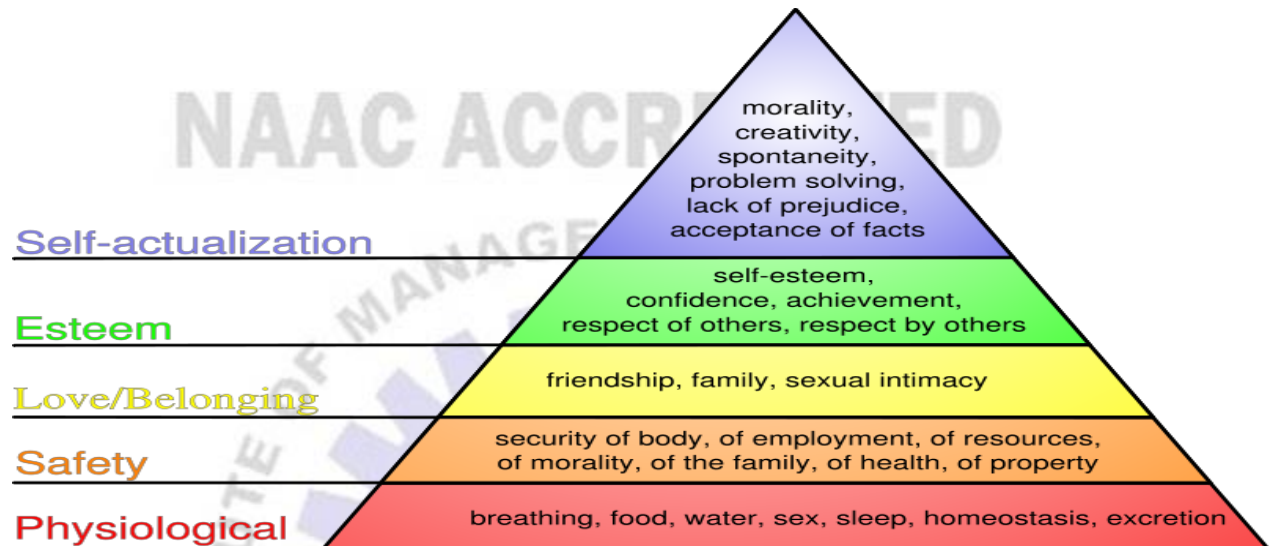 NAAC ACCR ED
morality,
creativity,
spontaneity,
problem solving,
lack of prejudice,
acceptance of facts
Self-actualization
self-esteem,
confidence, achievement,
respect of others, respect by others
Esteem
friendship, family, sexual intimacy
Love/Belonging
security of body, of employment, of resources,
of morality, of the family, of health, of property
Safety
breathing, food, water, sex, sleep, homeostasis, excretion
Physiological
OF MANAGE